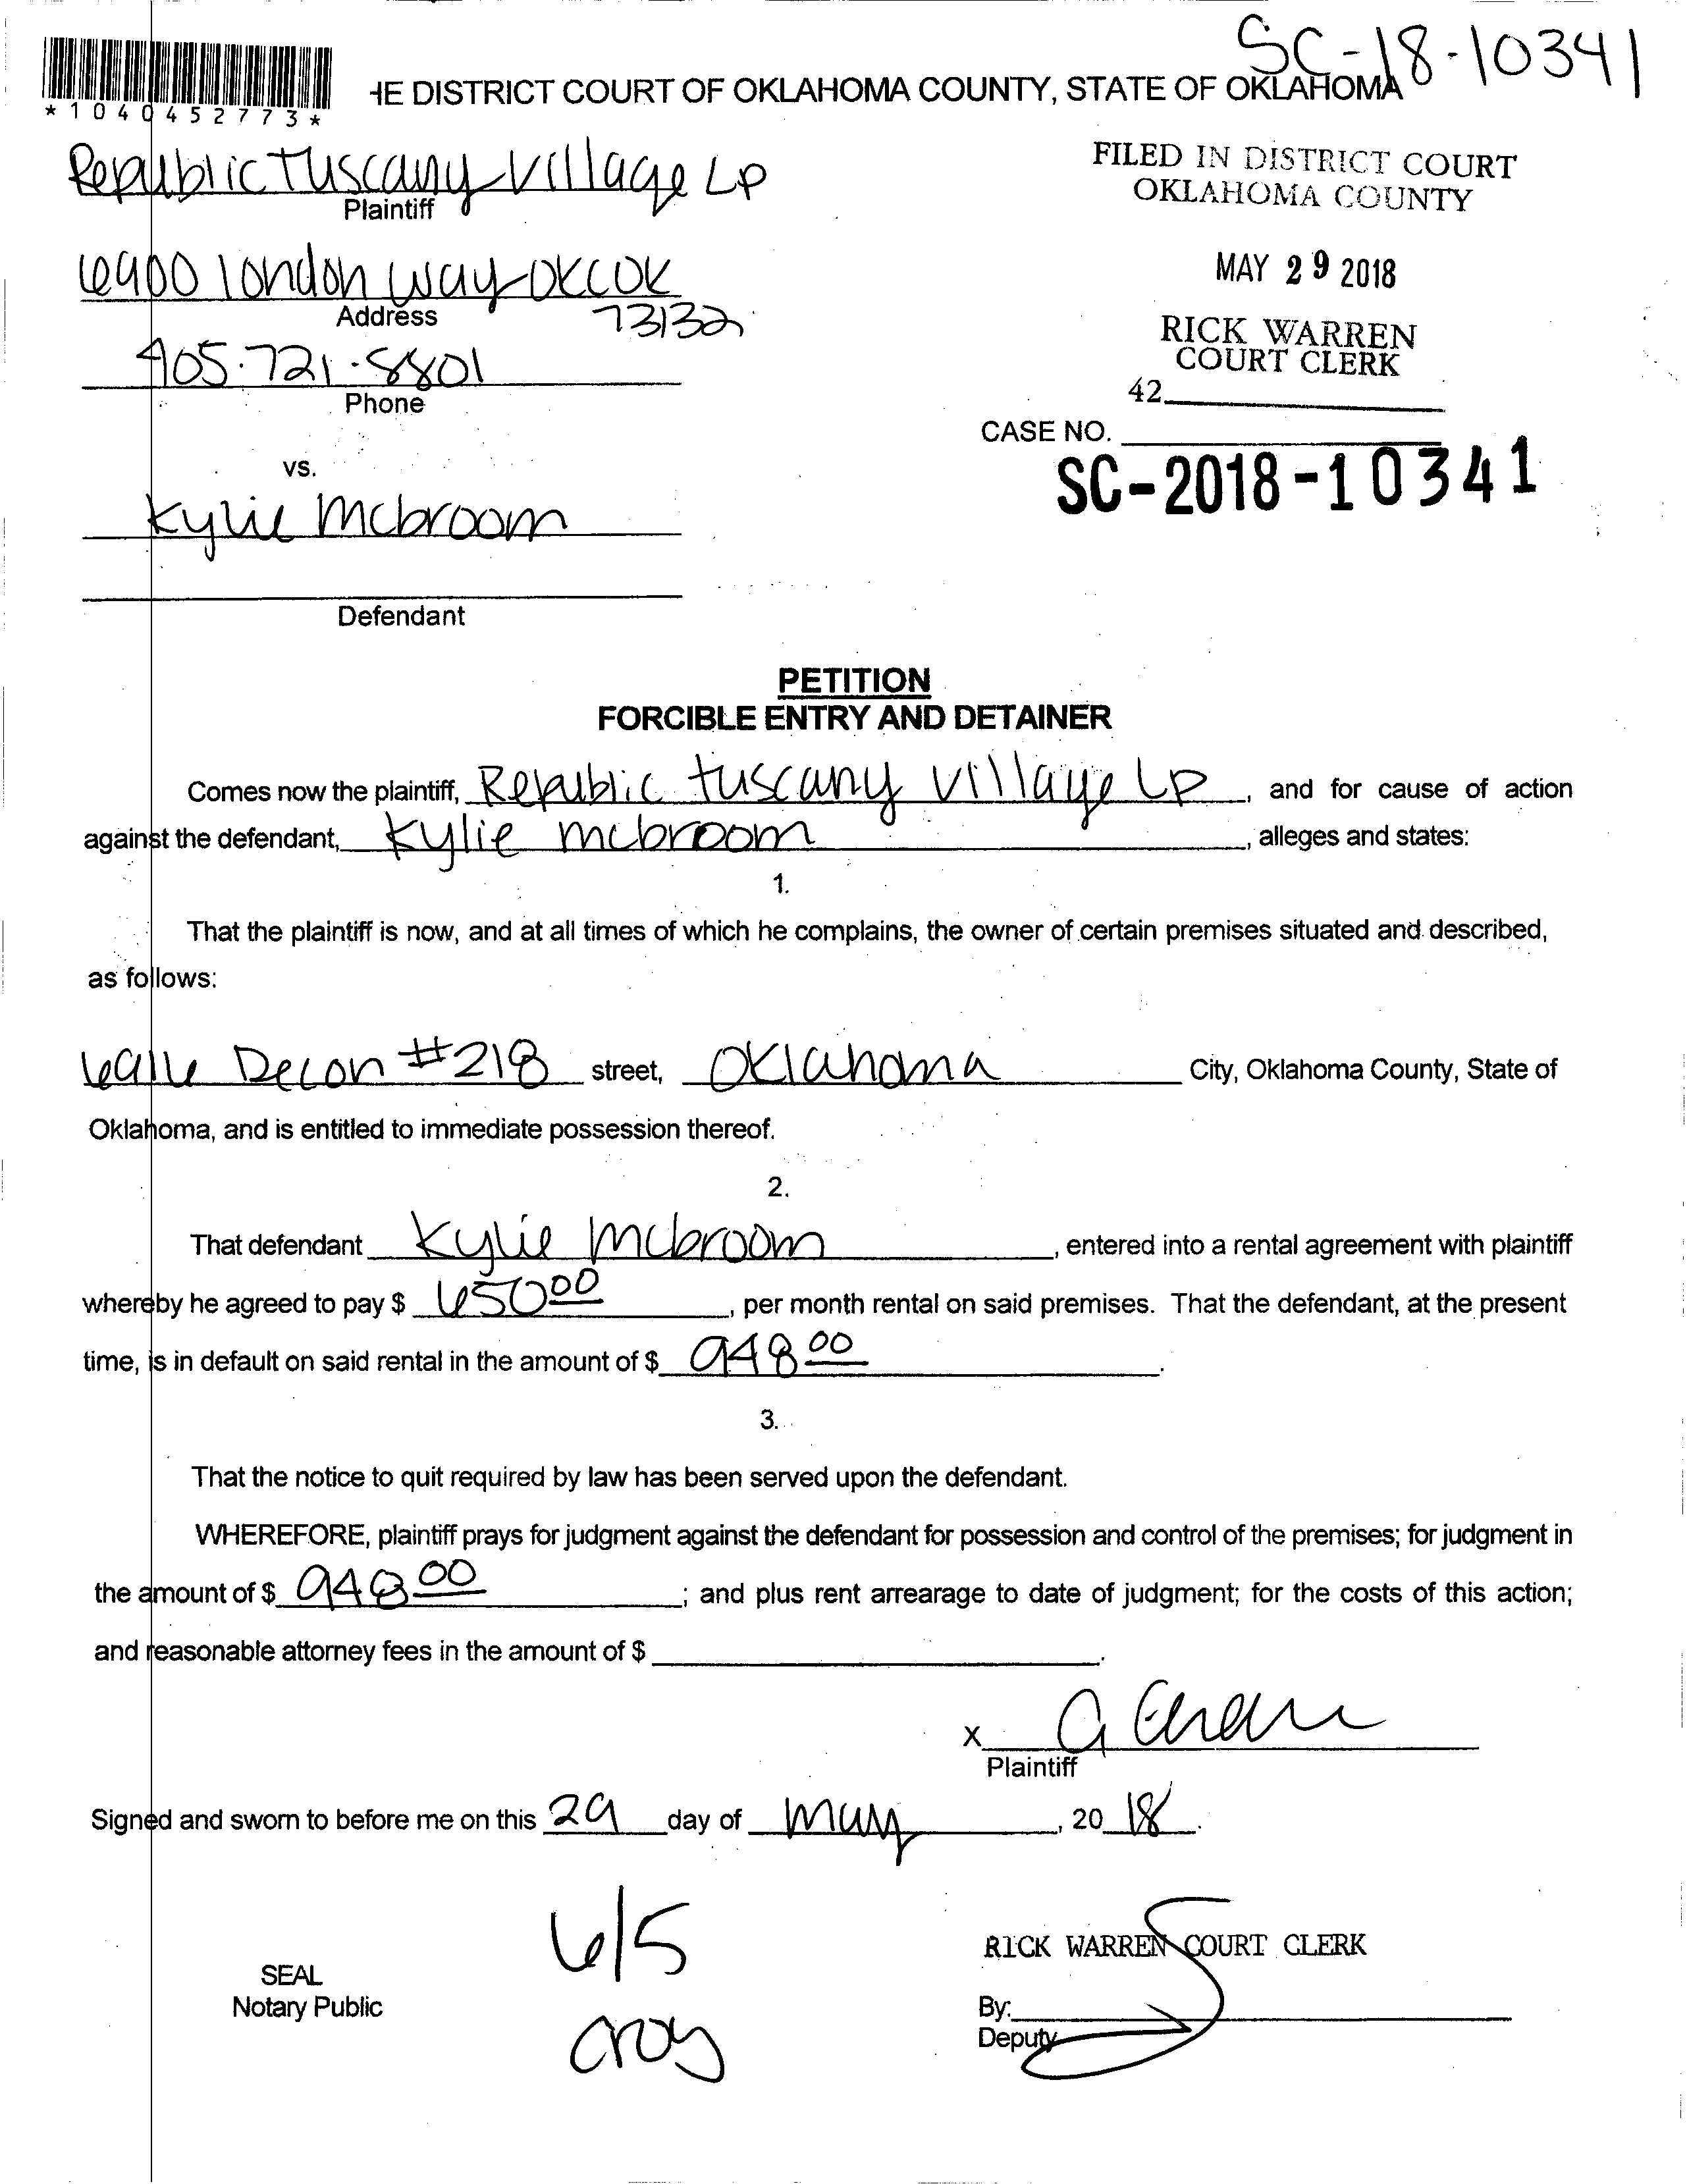 SC-18-10341
*1040452773*
HE DISTRICT COURT OF OKLAHOMA COUNTY, STATE OF OKLAHOMA
Republic Tuscany Village LP
Plaintiff
FILED IN DISTRICT COURT
OKLAHOMA COUNTY
6900 london way OKC OK
Address
73132
MAY 29 2018
405.721.8801
Phone
RICK WARREN
COURT CLERK
42
CASE NO.
SC-2018-10341
vs.
Kylie Mcbroom
Defendant
PETITION
FORCIBLE ENTRY AND DETAINER
Comes now the plaintiff, Republic tuscany village LP, and for cause of action
against the defendant, Kylie mcbroom, alleges and states:
1.
That the plaintiff is now, and at all times of which he complains, the owner of certain premises situated and described,
as follows:
#218 street, Oklahoma City, Oklahoma County, State of
Oklahoma, and is entitled to immediate possession thereof.
2.
That defendant Kylie Mcbroom, entered into a rental agreement with plaintiff
whereby he agreed to pay $ 650.00, per month rental on said premises. That the defendant, at the present
time, is in default on said rental in the amount of $ 948 00.
3.
That the notice to quit required by law has been served upon the defendant.
WHEREFORE, plaintiff prays for judgment against the defendant for possession and control of the premises; for judgment in
the amount of $ 948 00; and plus rent arrearage to date of judgment; for the costs of this action;
and reasonable attorney fees in the amount of $.
X
Plaintiff
Signed and sworn to before me on this 29 day of May, 20 18.
6/5
Croy
SEAL
Notary Public
RICK WARREN COURT CLERK
By:
Deputy